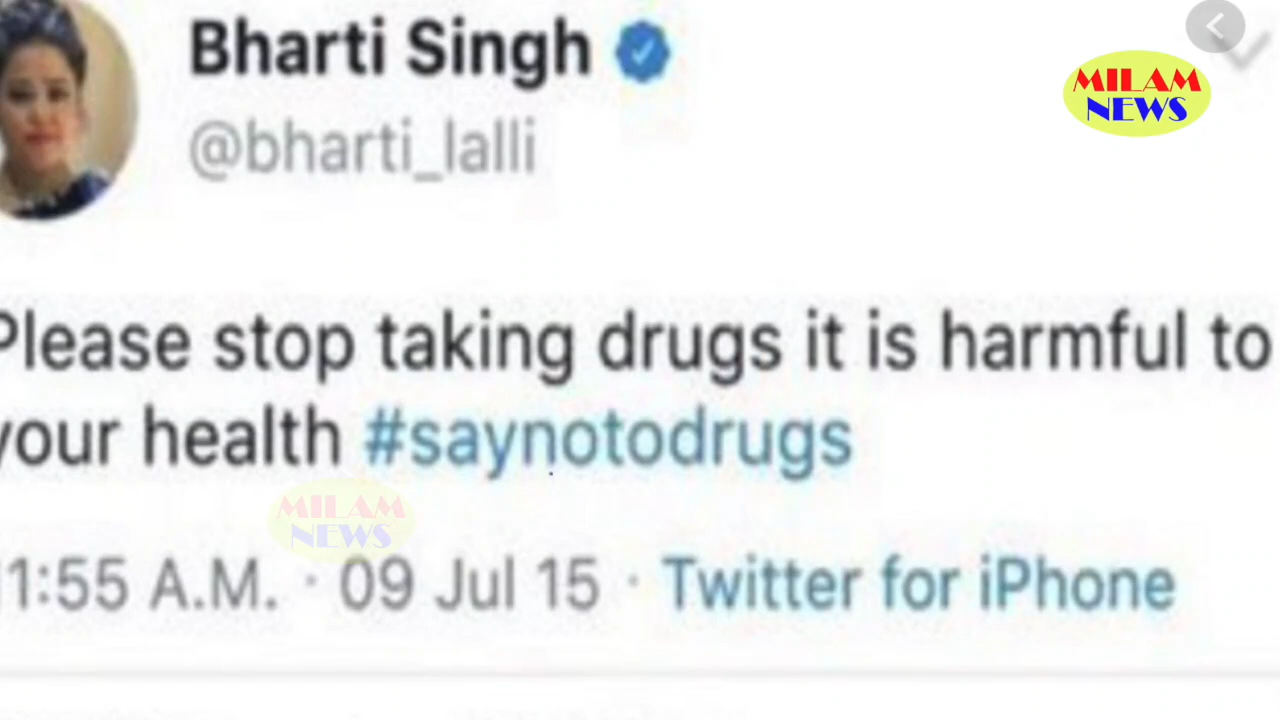 Bharti Singh
MILAM
NEWS
@bharti_lalli
Please stop taking drugs it is harmful to
your health #saynotodrugs
MILAM
NEWS
11:55 A.M. · 09 Jul 15 · Twitter for iPhone